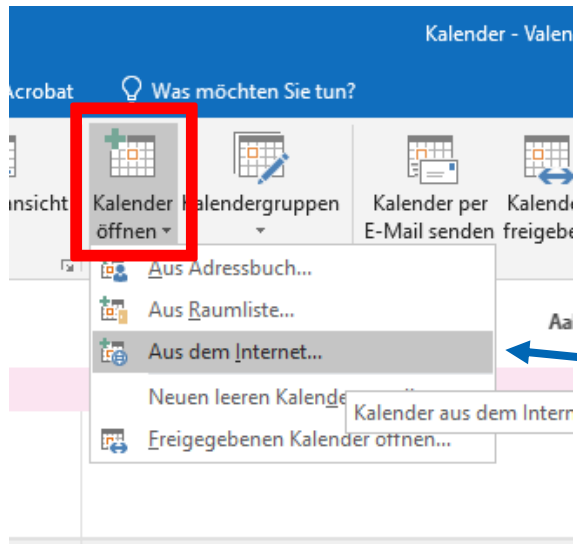 Kalender - Valen
Acrobat Was möchten Sie tun?
ansicht Kalender öffnen Kalendergruppen Kalender per E-Mail senden Kalende freigebe
Aus Adressbuch...
Aus Raumliste...
Aa
Aus dem Internet...
Neuen leeren Kalende
Kalender aus dem Intern
Freigegebenen Kalender öffnen...